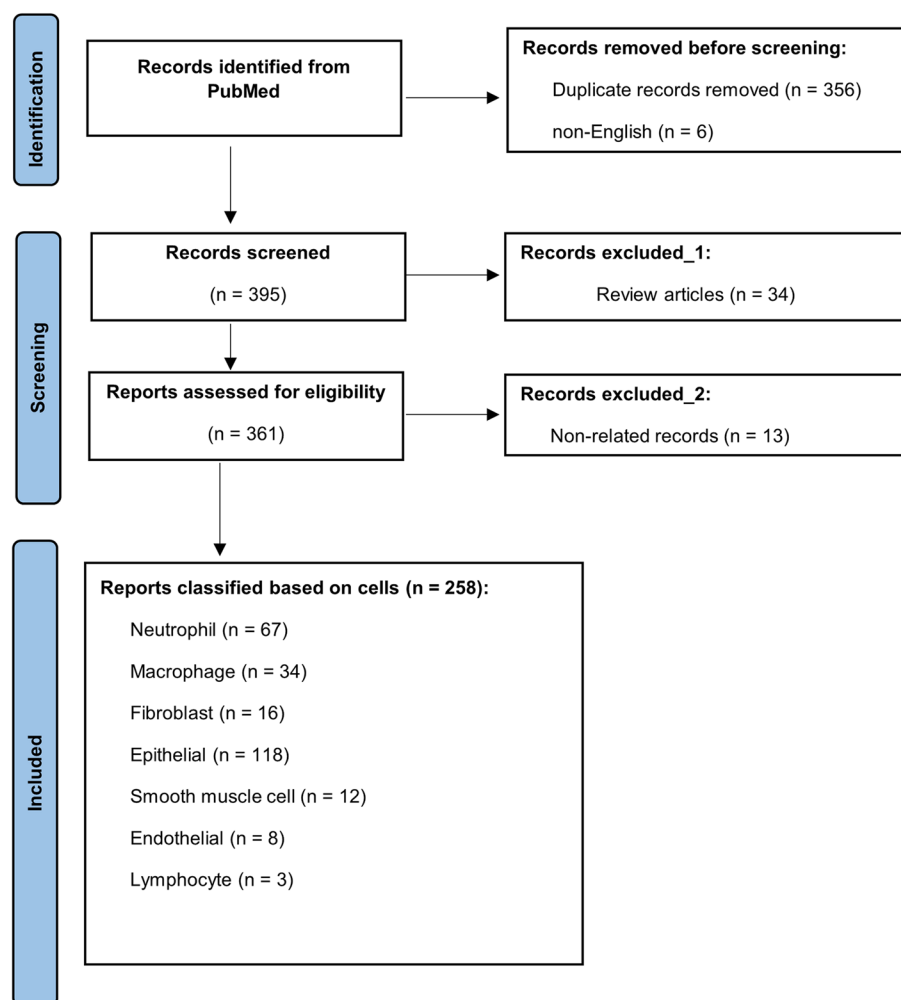 Identification
Records identified from
PubMed
Records removed before screening:
Duplicate records removed (n = 356)
non-English (n = 6)
Screening
Records screened
(n = 395)
Records excluded_1:
Review articles (n = 34)
Reports assessed for eligibility
(n = 361)
Records excluded_2:
Non-related records (n = 13)
Included
Reports classified based on cells (n = 258):
Neutrophil (n = 67)
Macrophage (n = 34)
Fibroblast (n = 16)
Epithelial (n = 118)
Smooth muscle cell (n = 12)
Endothelial (n = 8)
Lymphocyte (n = 3)